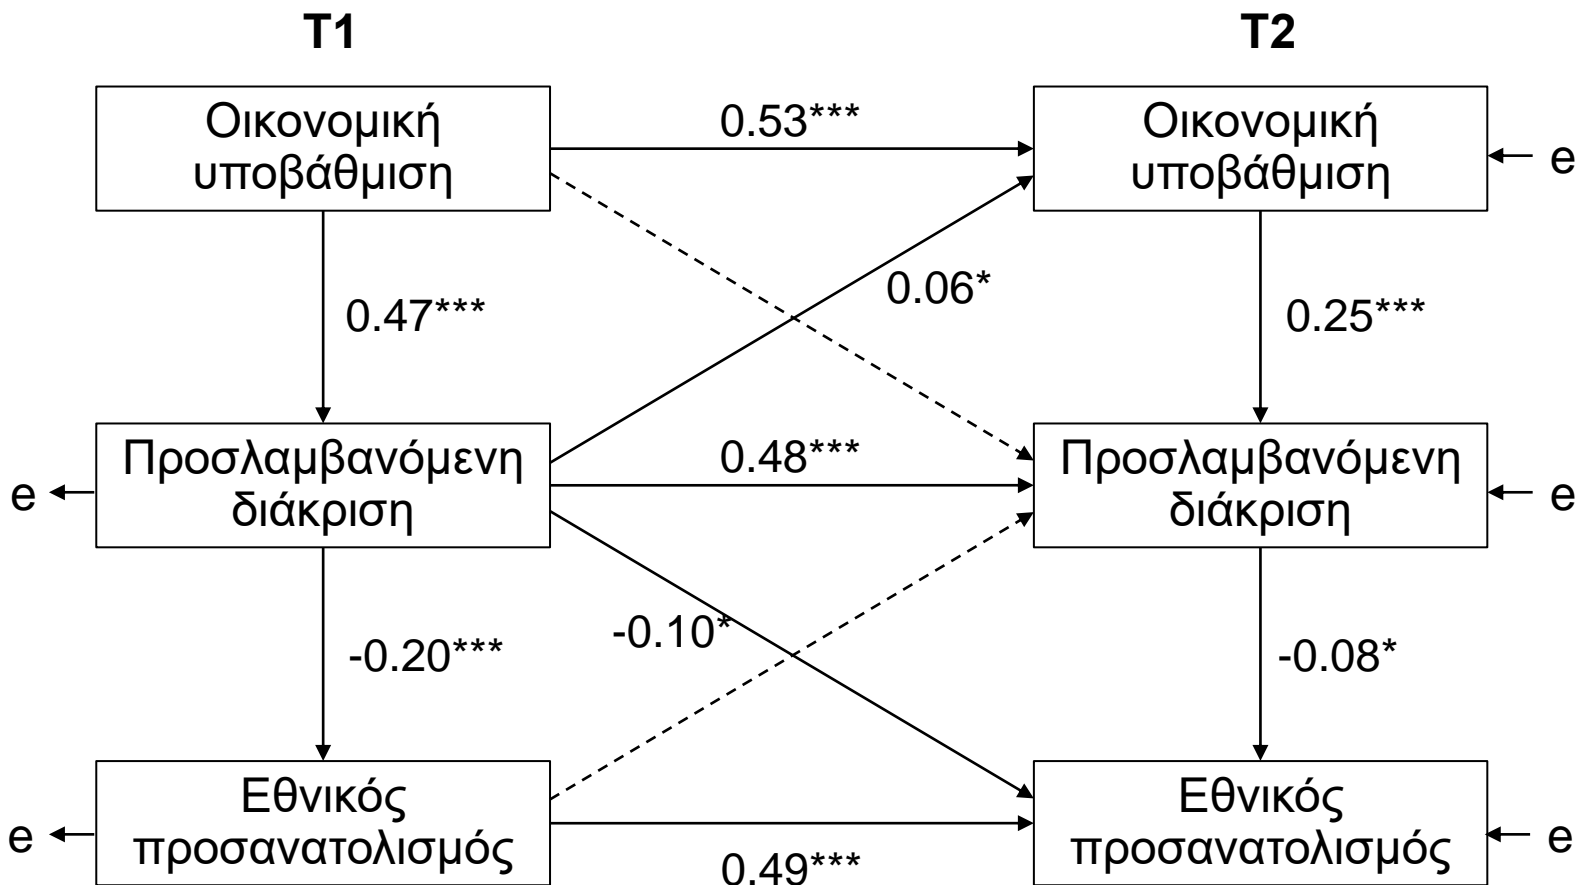 T1
T2
Οικονομική
υποβάθμιση
0.53***
Οικονομική
υποβάθμιση
e
0.06*
0.47***
0.25***
e
Προσλαμβανόμενη
διάκριση
0.48***
Προσλαμβανόμενη
διάκριση
e
-0.10*
-0.20***
-0.08*
e
Εθνικός
προσανατολισμός
0.49***
Εθνικός
προσανατολισμός
e